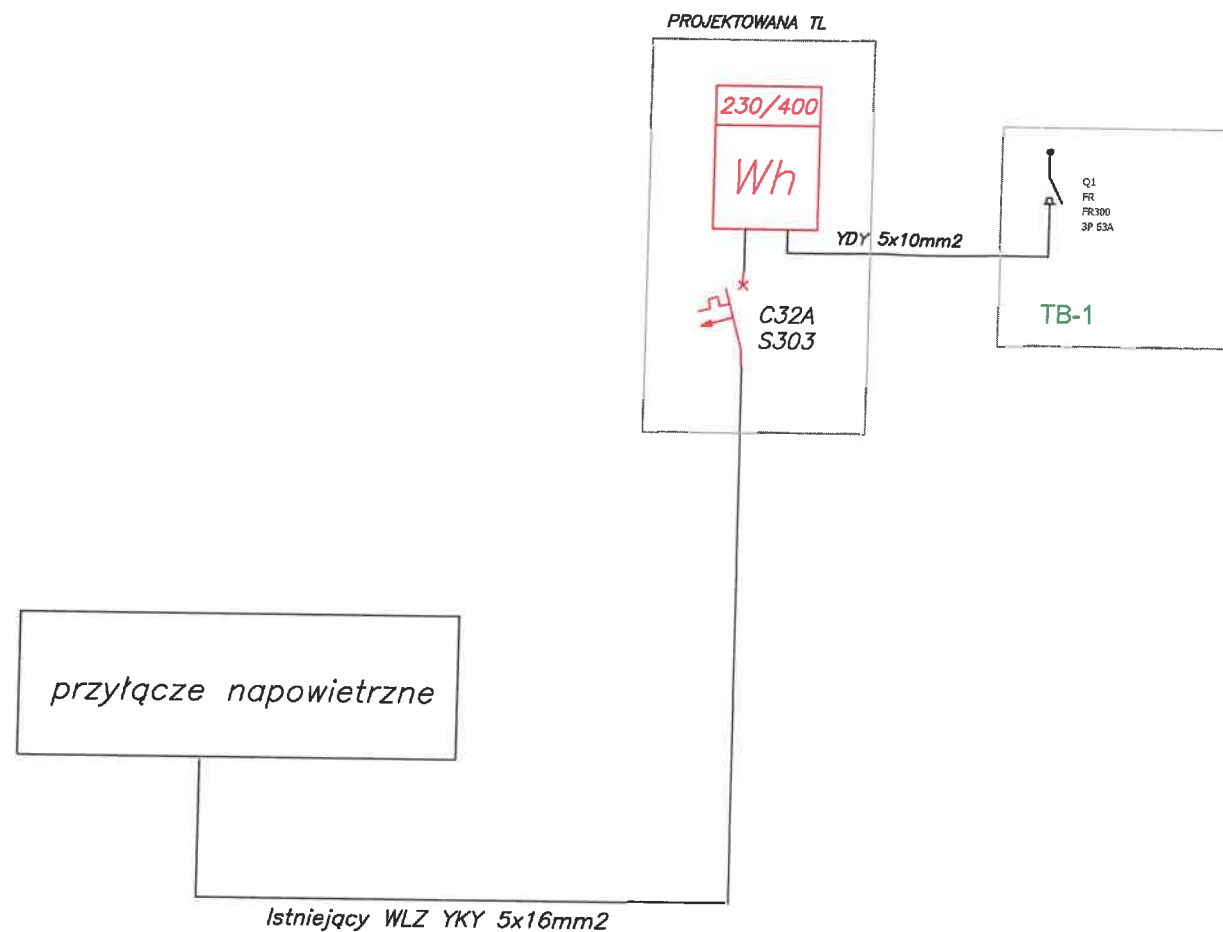 PROJEKTOWANA TL
230/400
Wh
Q1
FR
FR300
3P 63A
YDY 5x10mm2
C32A
S303
TB-1
przyłącze napowietrzne
Istniejący WLZ YKY 5x16mm2